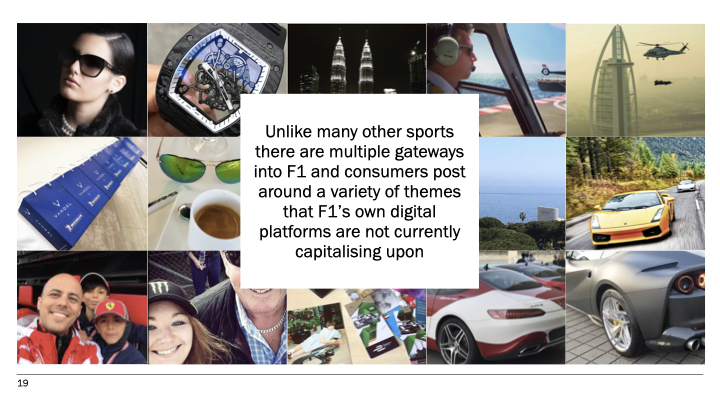 Unlike many other sports
there are multiple gateways
into F1 and consumers post
around a variety of themes
that F1's own digital
platforms are not currently
capitalising upon
19